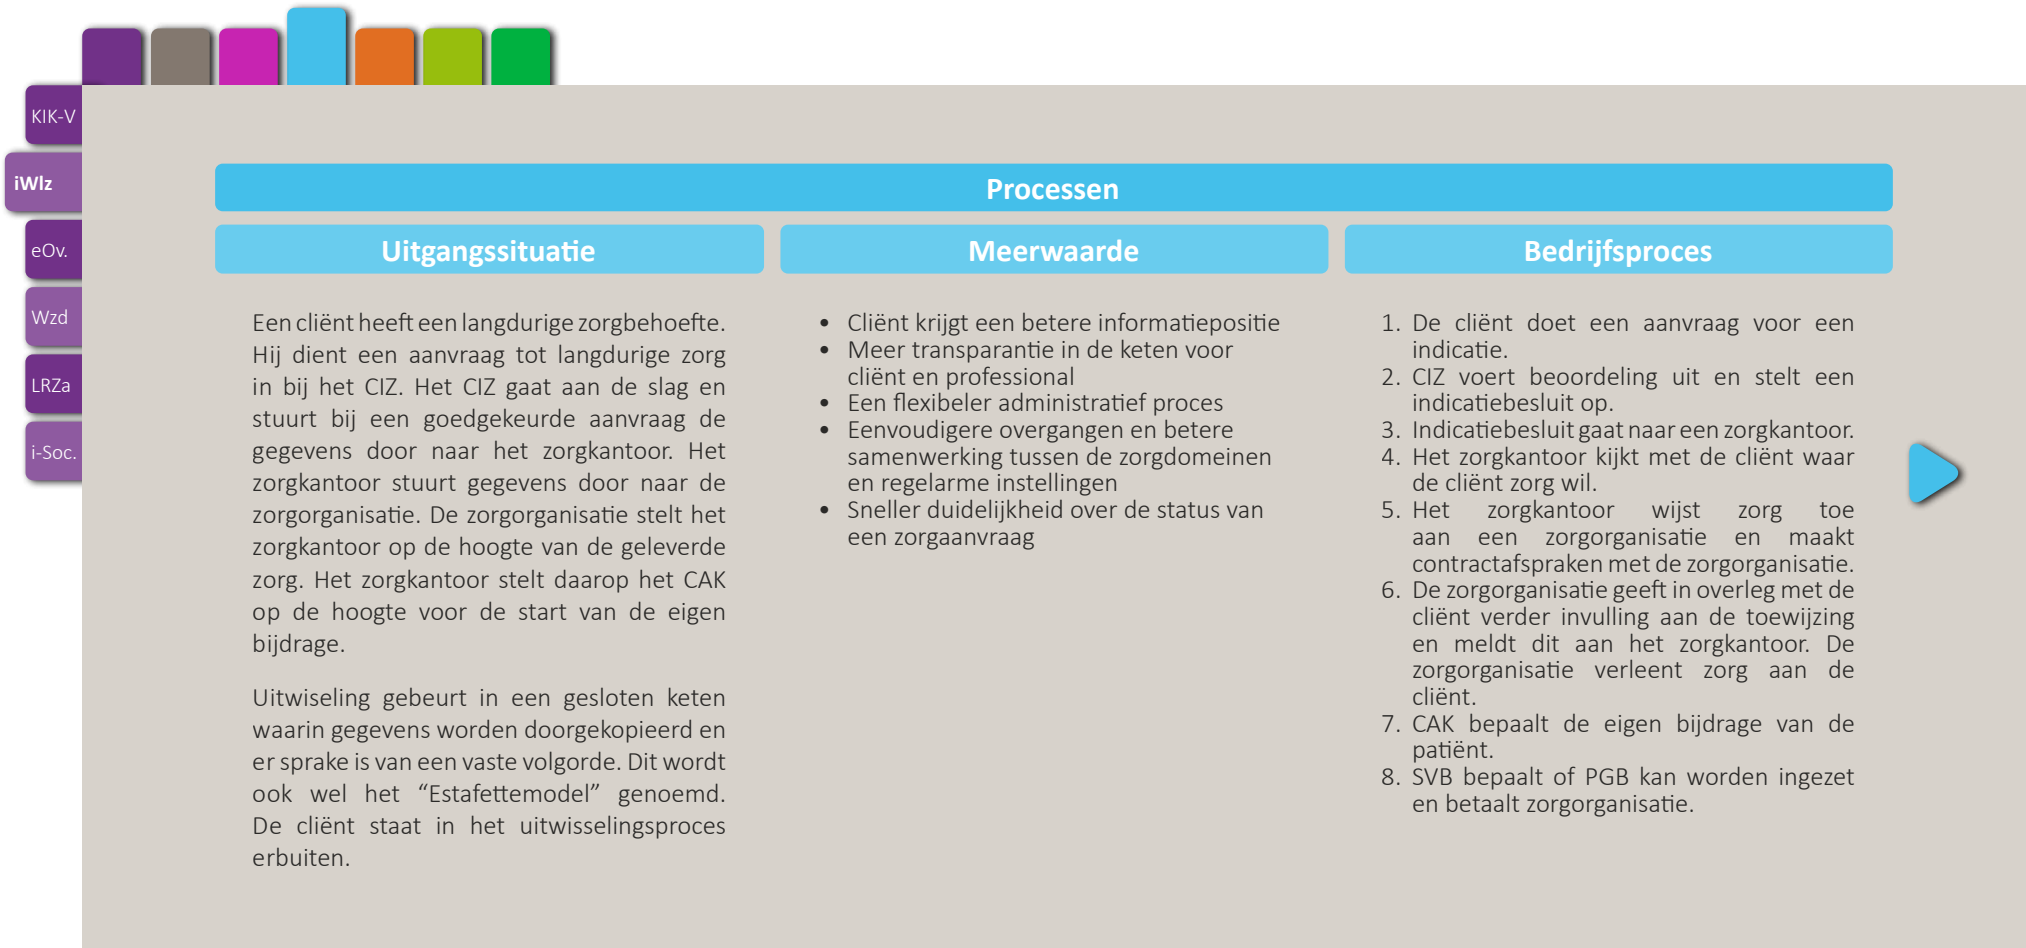 KIK-V
iWlz
eOv.
Wzd
LRZa
i-Soc.
Processen
Uitgangssituatie
Een cliënt heeft een langdurige zorgbehoefte.
Hij dient een aanvraag tot langdurige zorg
in bij het CIZ. Het CIZ gaat aan de slag en
stuurt bij een goedgekeurde aanvraag de
gegevens door naar het zorgkantoor. Het
zorgkantoor stuurt gegevens door naar de
zorgorganisatie. De zorgorganisatie stelt het
zorgkantoor op de hoogte van de geleverde
zorg. Het zorgkantoor stelt daarop het CAK
op de hoogte voor de start van de eigen
bijdrage.
Uitwiseling gebeurt in een gesloten keten
waarin gegevens worden doorgekopieerd en
er sprake is van een vaste volgorde. Dit wordt
ook wel het “Estafettemodel” genoemd.
De cliënt staat in het uitwisselingsproces
erbuiten.
Meerwaarde
• Cliënt krijgt een betere informatiepositie
• Meer transparantie in de keten voor
cliënt en professional
• Een flexibeler administratief proces
• Eenvoudigere overgangen en betere
samenwerking tussen de zorgdomeinen
en regelarme instellingen
• Sneller duidelijkheid over de status van
een zorgaanvraag
Bedrijfsproces
1. De cliënt doet een aanvraag voor een
indicatie.
2. CIZ voert beoordeling uit en stelt een
indicatiebesluit op.
3. Indicatiebesluit gaat naar een zorgkantoor.
4. Het zorgkantoor kijkt met de cliënt waar
de cliënt zorg wil.
5. Het zorgkantoor wijst zorg toe
aan een zorgorganisatie en maakt
contractafspraken met de zorgorganisatie.
6. De zorgorganisatie geeft in overleg met de
cliënt verder invulling aan de toewijzing
en meldt dit aan het zorgkantoor. De
zorgorganisatie verleent zorg aan de
cliënt.
7. CAK bepaalt de eigen bijdrage van de
patiënt.
8. SVB bepaalt of PGB kan worden ingezet
en betaalt zorgorganisatie.